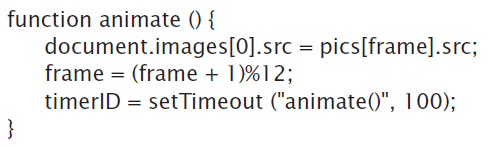 function animate () {
document.images[0].src = pics[frame].src;
frame = (frame + 1)%12;
timerID = setTimeout ("animate()", 100);
}